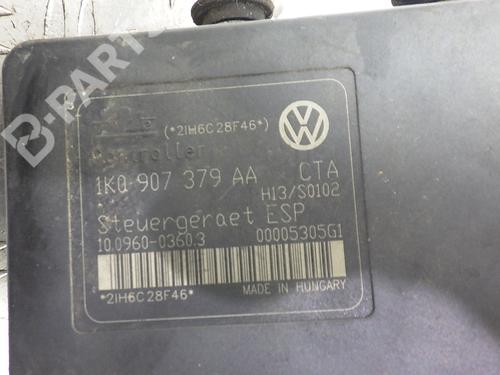 B-PARTS
(*2IH6C28F46*)
Controller
1K0 907 379 AA CTA
H13/S0102
Steuergeraet ESP
10.0960-0360.3 00005305G1
*2IH6C28F46* MADE IN HUNGARY